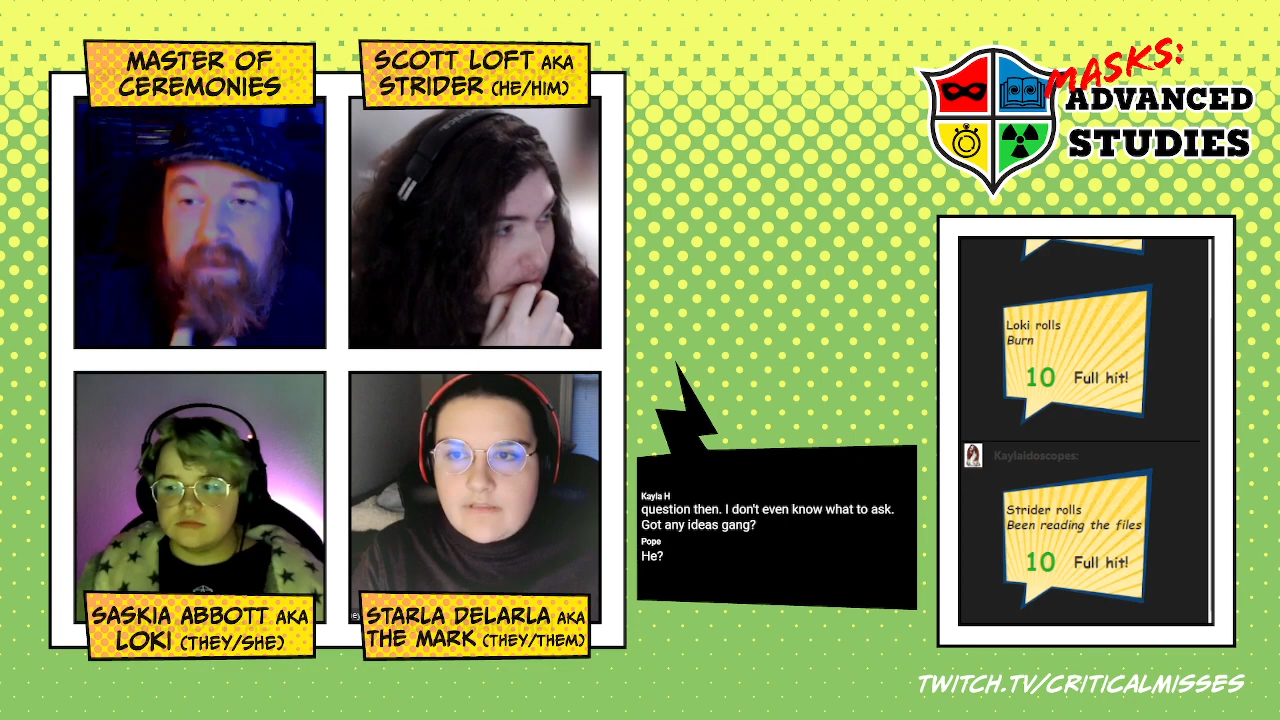 MASTER OF
CEREMONIES
SCOTT LOFT AKA
STRIDER (HE/HIM)
SASKIA ABBOTT AKA
LOKI (THEY/SHE)
STARLA DELARLA AKA
THE MARK (THEY/THEM)
Kayla H
question then. I don't even know what to ask.
Got any ideas gang?
Pope
He?
MASKS:
ADVANCED
STUDIES
Loki rolls
Burn
10 Full hit!
Kaylaidoscopes:
Strider rolls
Been reading the files
10 Full hit!
TWITCH.TV/CRITICALMISSES